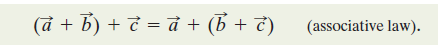 (a⃗ + b⃗) + c⃗ = a⃗ + (b⃗ + c⃗) (associative law).